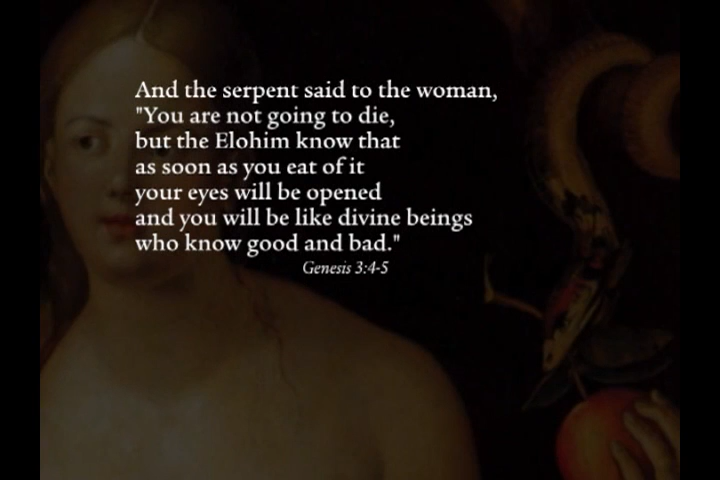 And the serpent said to the woman,
"You are not going to die,
but the Elohim know that
as soon as you eat of it
your eyes will be opened
and you will be like divine beings
who know good and bad."
Genesis 3:4-5